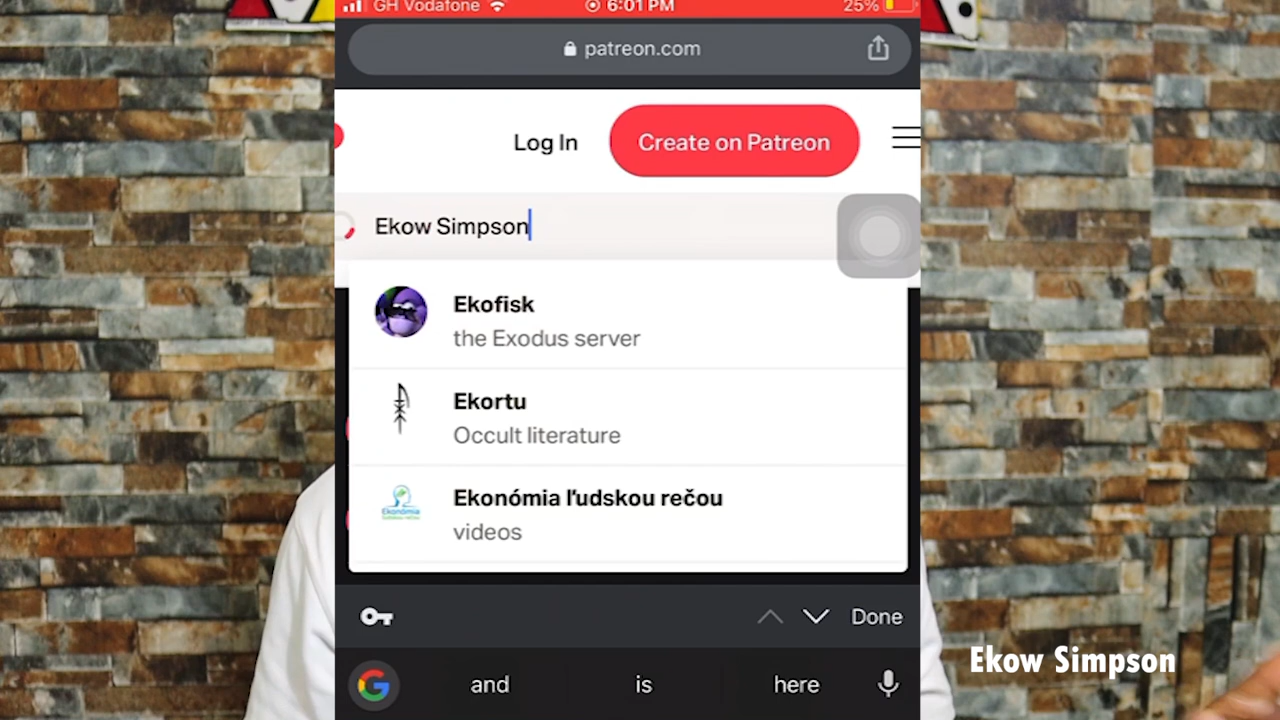 GH Vodafone 6:01 PM 25%
patreon.com
Log In Create on Patreon
Ekow Simpson
Ekofisk
the Exodus server
Ekortu
Occult literature
Ekonómia ľudskou rečou
videos
Done
and is here
Ekow Simpson